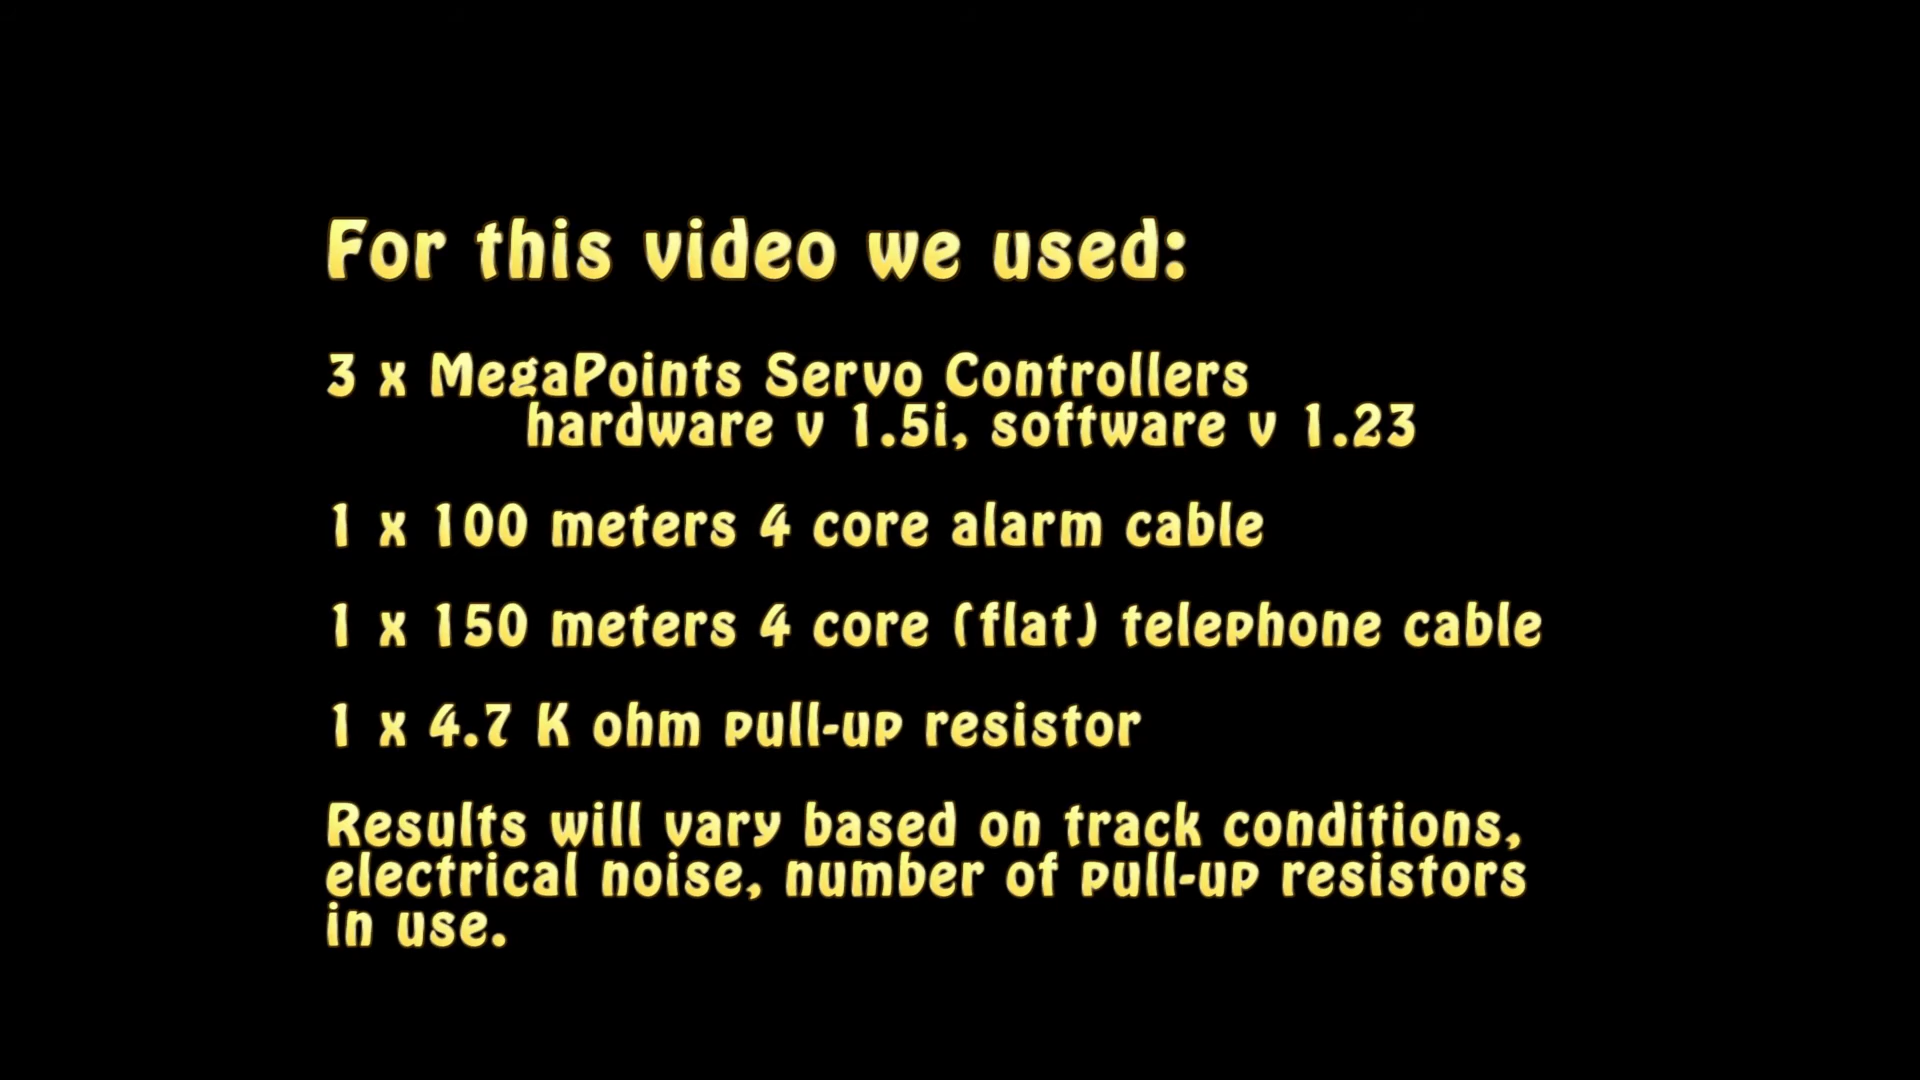 For this video we used:
3 x MegaPoints Servo Controllers
hardware v 1.5i, software v 1.23
1 x 100 meters 4 core alarm cable
1 x 150 meters 4 core (flat) telephone cable
1 x 4.7 K ohm pull-up resistor
Results will vary based on track conditions,
electrical noise, number of pull-up resistors
in use.